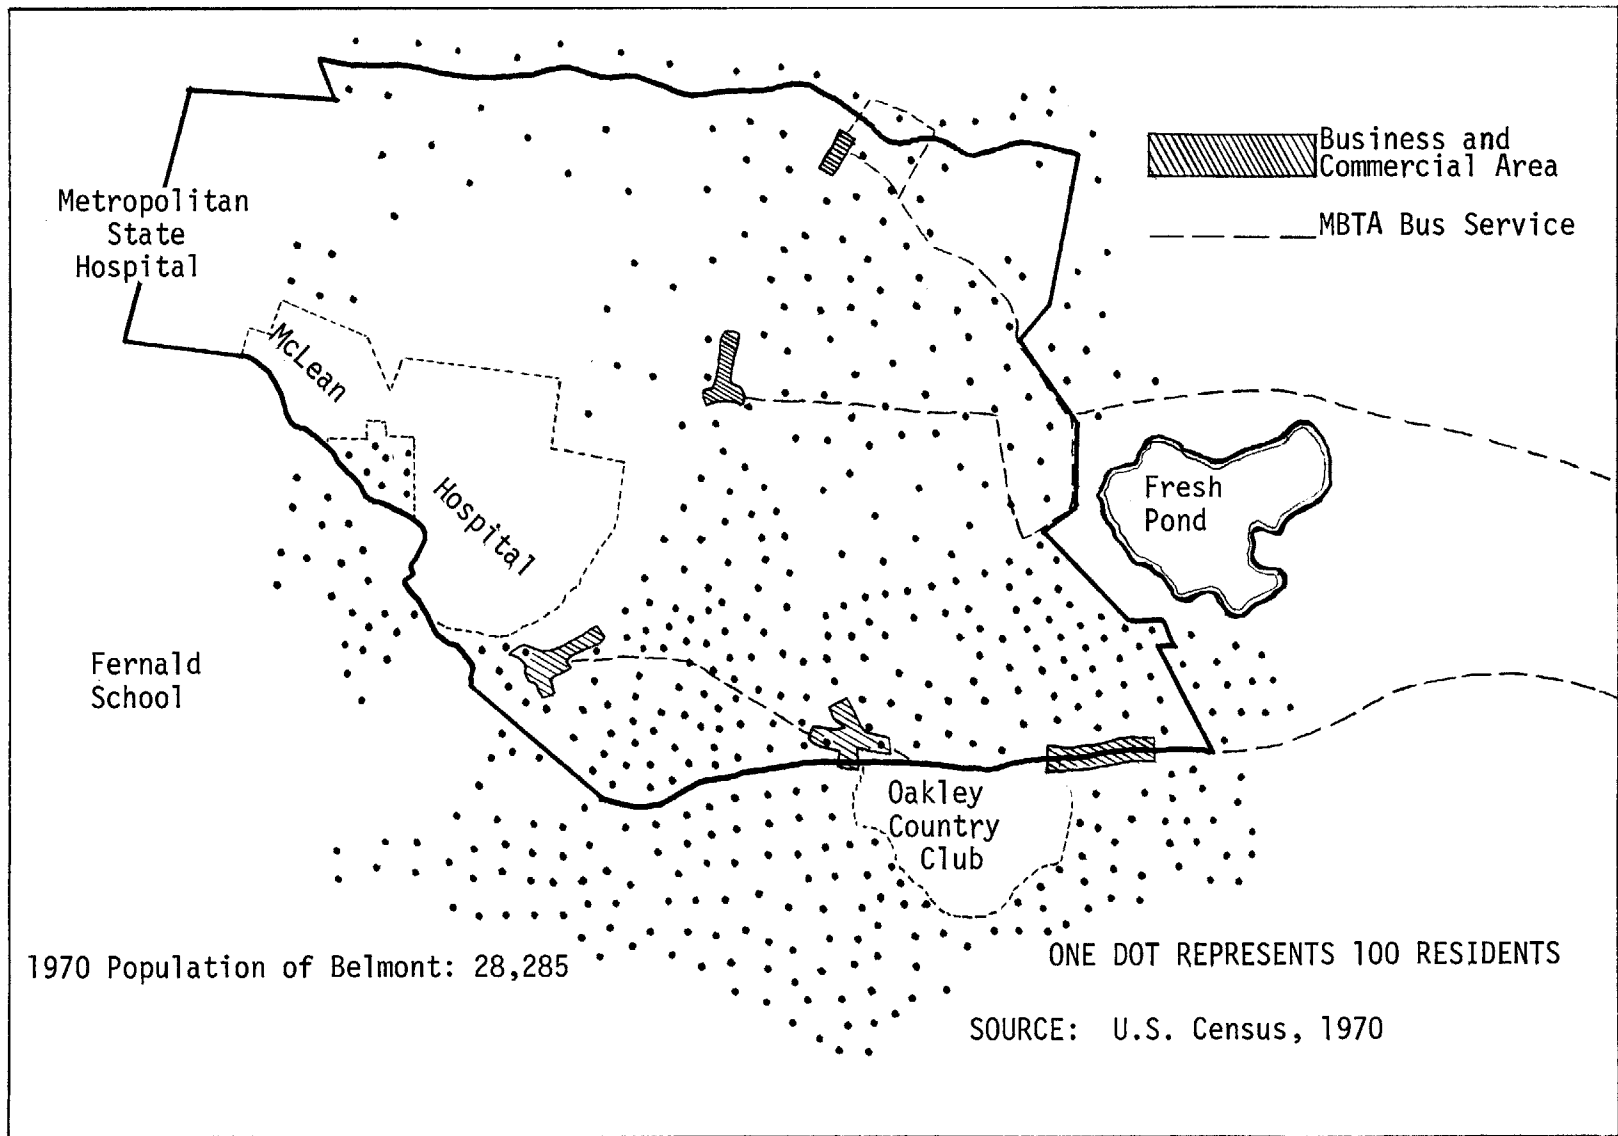 Business and
Commercial Area
MBTA Bus Service
Metropolitan
State
Hospital
McLean
Hospital
Fresh
Pond
Fernald
School
Oakley
Country
Club
1970 Population of Belmont: 28,285
ONE DOT REPRESENTS 100 RESIDENTS
SOURCE: U.S. Census, 1970